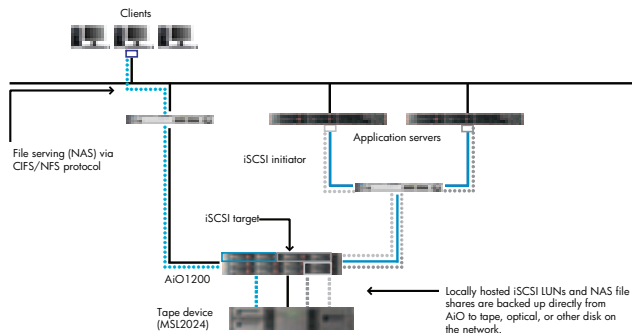 Clients
File serving (NAS) via
CIFS/NFS protocol
Application servers
iSCSI initiator
iSCSI target
AiO1200
Tape device
(MSL2024)
Locally hosted iSCSI LUNs and NAS file
shares are backed up directly from
AiO to tape, optical, or other disk on
the network.